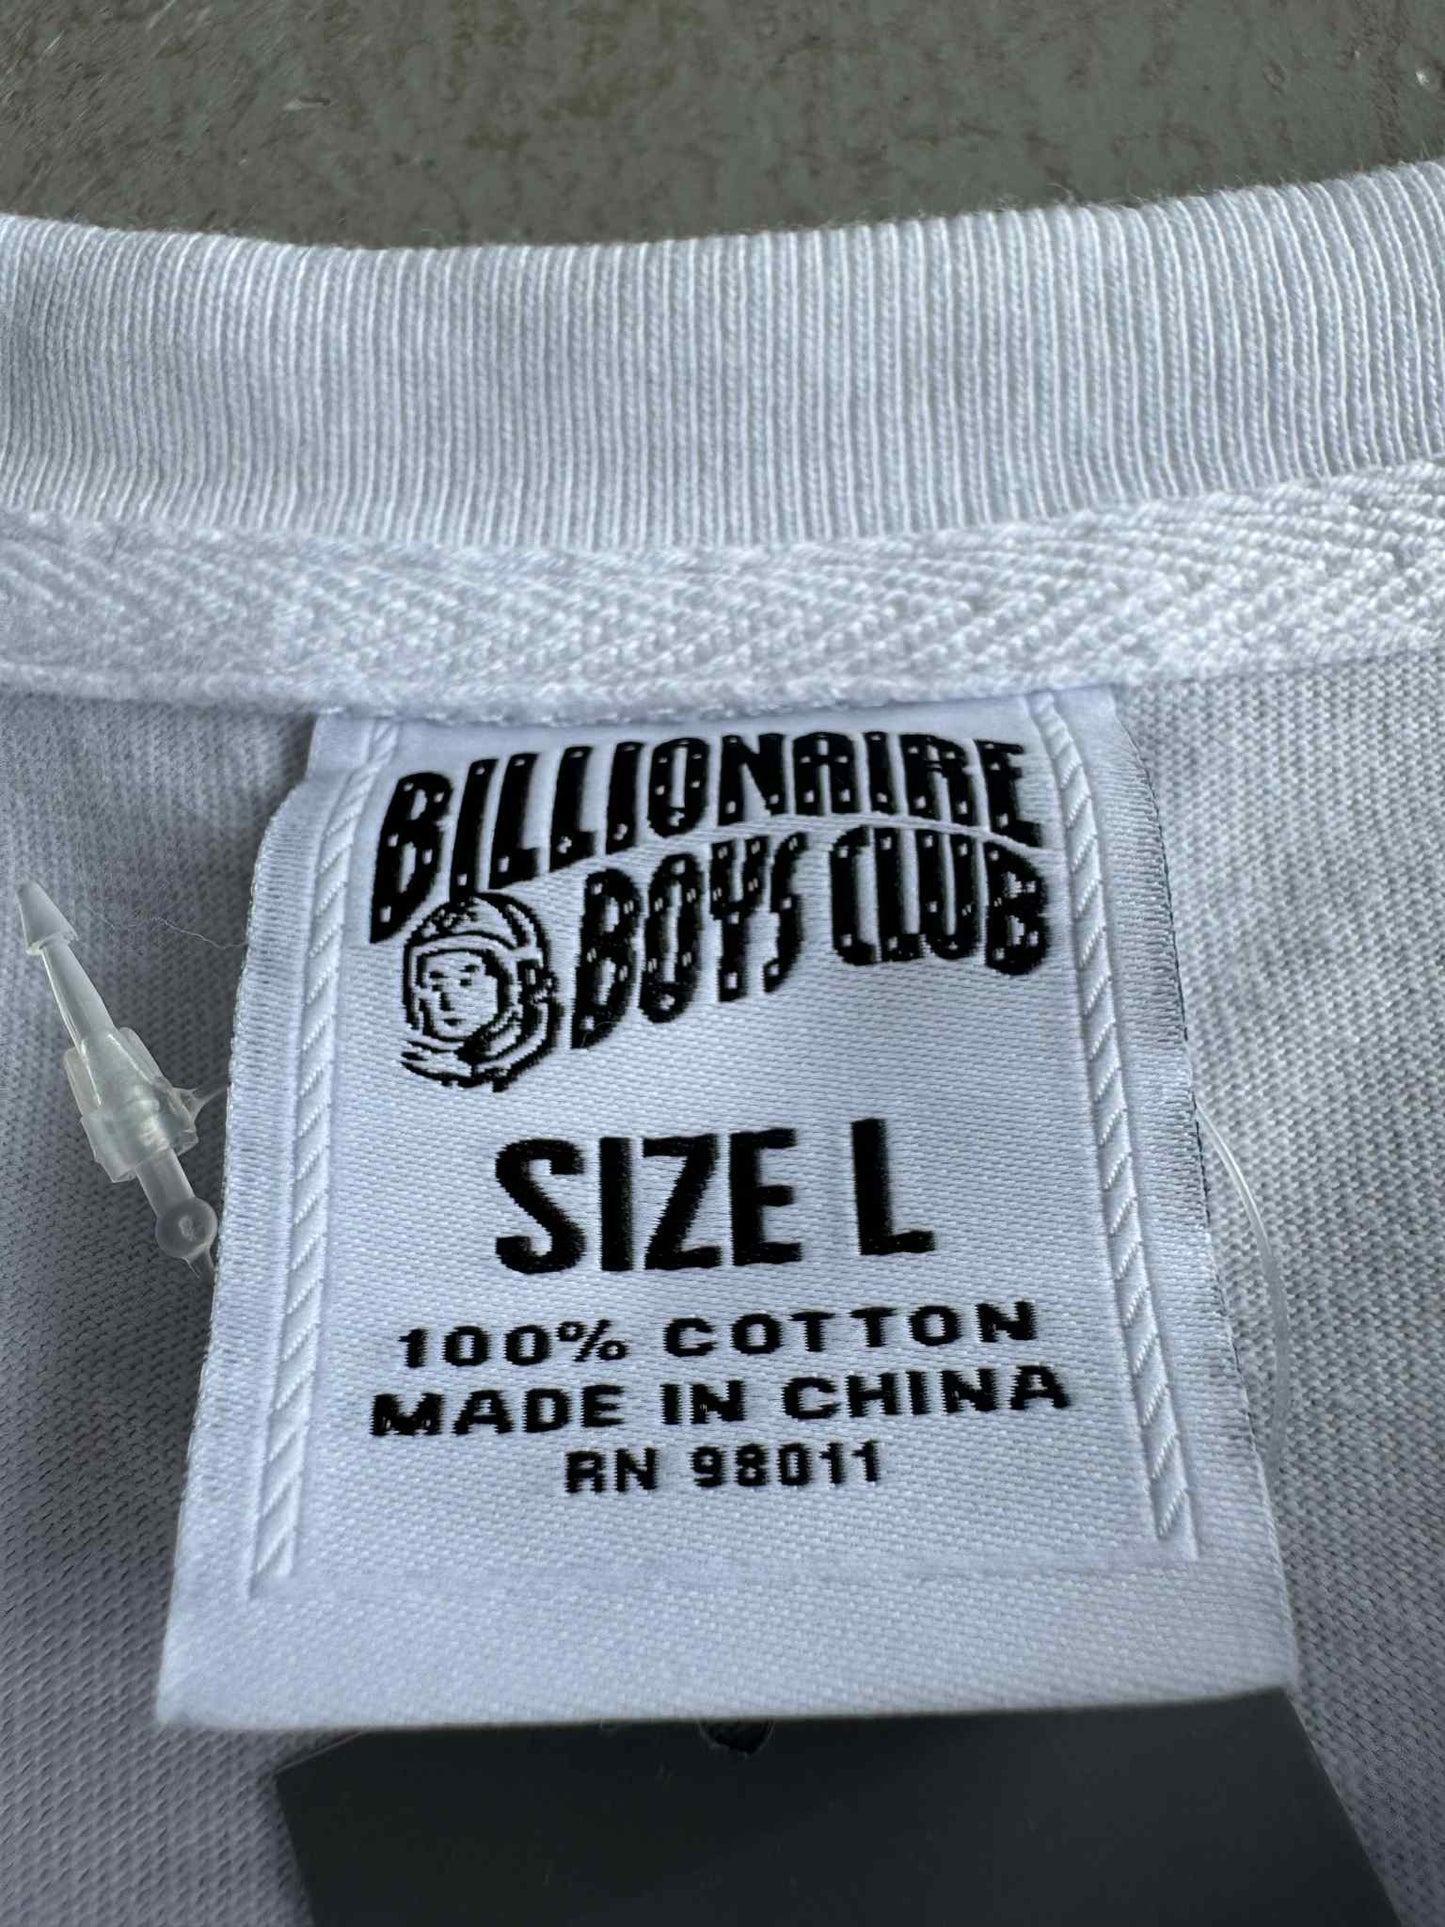 BILLIONAIRE
BOYS CLUB
SIZE L
100% COTTON
MADE IN CHINA
RN 98011